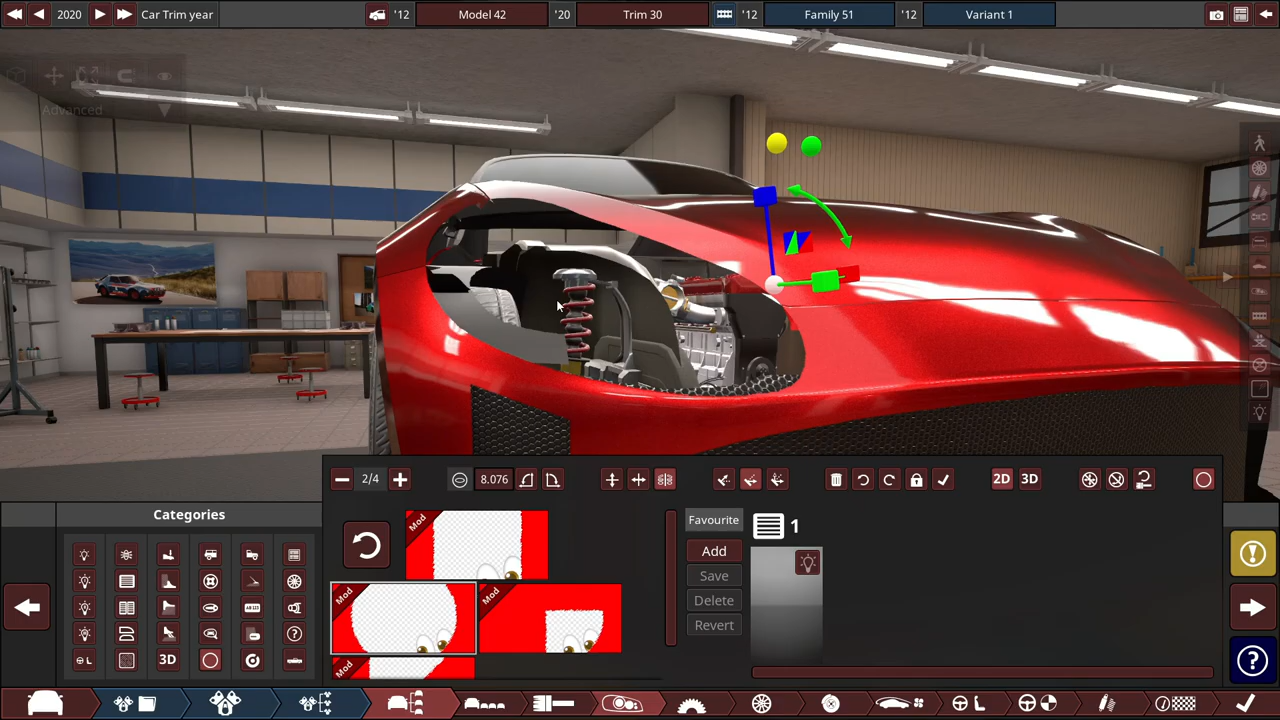 2020 Car Trim year '12 Model 42 '20 Trim 30 '12 Family 51 '12 Variant 1
Advanced
2/4 8.076 2D 3D
Categories
Mod
Mod
Mod
Mod
Favourite
Add
Save
Delete
Revert
1
3D
L